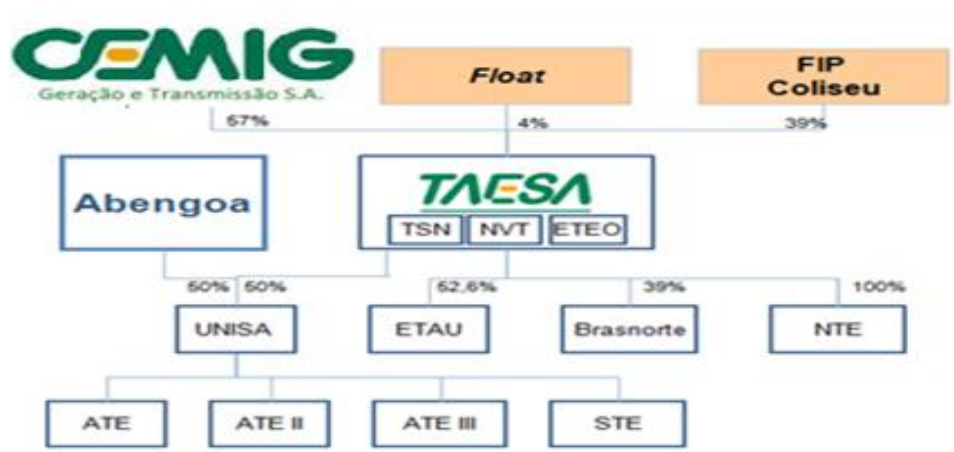 CEMIG
Geração e Transmissão S.A.
Float
FIP
Coliseu
57%
4%
39%
Abengoa
TAESA
TSN NVT ETEO
50% 50% 52,6% 39% 100%
UNISA ETAU Brasnorte NTE
ATE ATE II ATE III STE